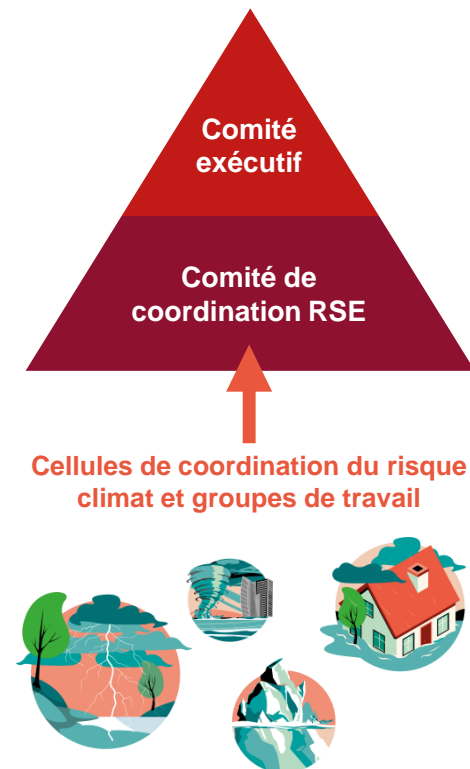 Comité
exécutif
Comité de
coordination RSE
Cellules de coordination du risque
climat et groupes de travail